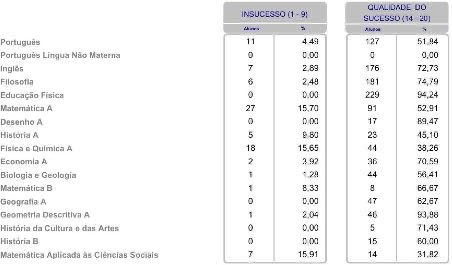 INSUCESSO (1 - 9) QUALIDADE DO SUCESSO (14 - 20)
Alunos % Alunos %
Português 11 4,49 127 51,84
Português Língua Não Materna 0 0,00 0 0,00
Inglês 7 2,89 176 72,73
Filosofia 6 2,48 181 74,79
Educação Física 0 0,00 229 94,24
Matemática A 27 15,70 91 52,91
Desenho A 0 0,00 17 89,47
História A 5 9,80 23 45,10
Física e Química A 18 15,65 44 38,26
Economia A 2 3,92 36 70,59
Biologia e Geologia 1 1,28 44 56,41
Matemática B 1 8,33 8 66,67
Geografia A 0 0,00 47 62,67
Geometria Descritiva A 1 2,04 46 93,88
História da Cultura e das Artes 0 0,00 5 71,43
História B 0 0,00 15 60,00
Matemática Aplicada às Ciências Sociais 7 15,91 14 31,82